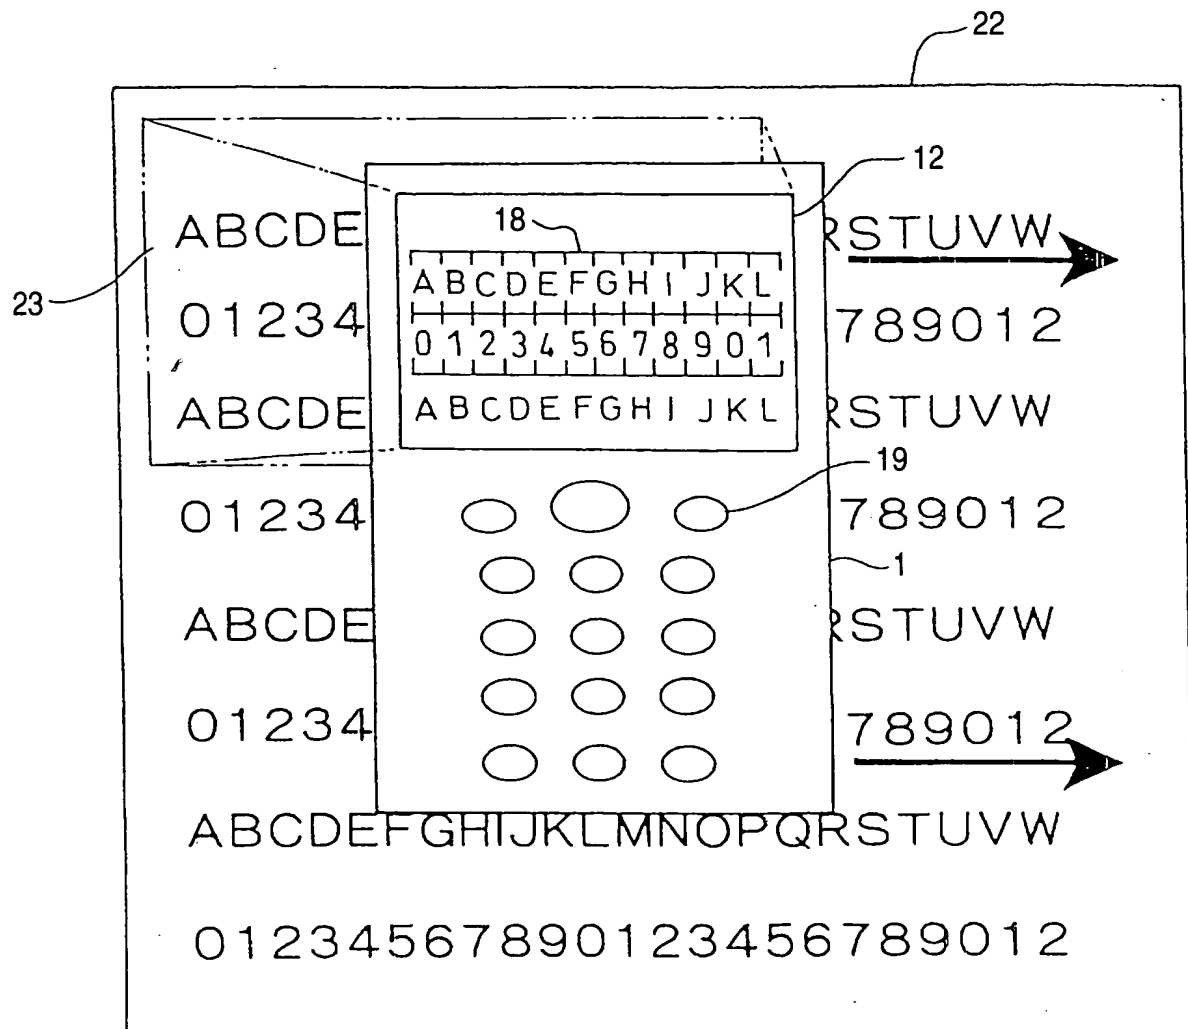 22
12
18
ABCDE RSTUVW
ABCDEFGHIJKL
23
01234 789012
012345678901
ABCDE RSTUVW
ABCDEFGHIJKL
19
01234 789012
1
ABCDE RSTUVW
01234 789012
ABCDEFGHIJKLMNOPQRSTUVW
01234567890123456789012